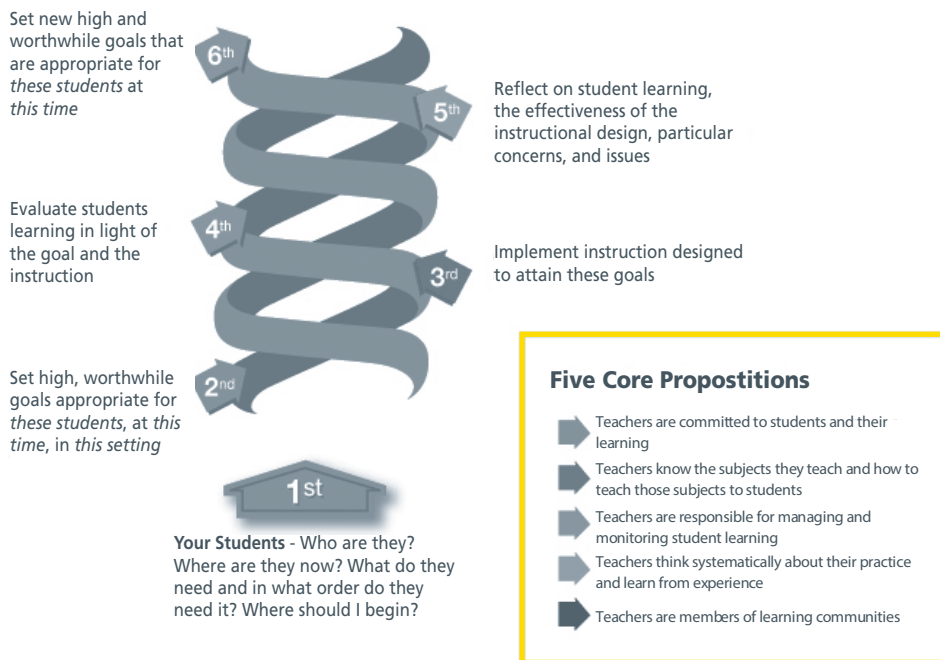 Set new high and
worthwhile goals that
are appropriate for
these students at
this time
6th
5th
Reflect on student learning,
the effectiveness of the
instructional design, particular
concerns, and issues
Evaluate students
learning in light of
the goal and the
instruction
4th
3rd
Implement instruction designed
to attain these goals
Set high, worthwhile
goals appropriate for
these students, at this
time, in this setting
2nd
1st
Your Students - Who are they?
Where are they now? What do they
need and in what order do they
need it? Where should I begin?
Five Core Propostitions
Teachers are committed to students and their
learning
Teachers know the subjects they teach and how to
teach those subjects to students
Teachers are responsible for managing and
monitoring student learning
Teachers think systematically about their practice
and learn from experience
Teachers are members of learning communities